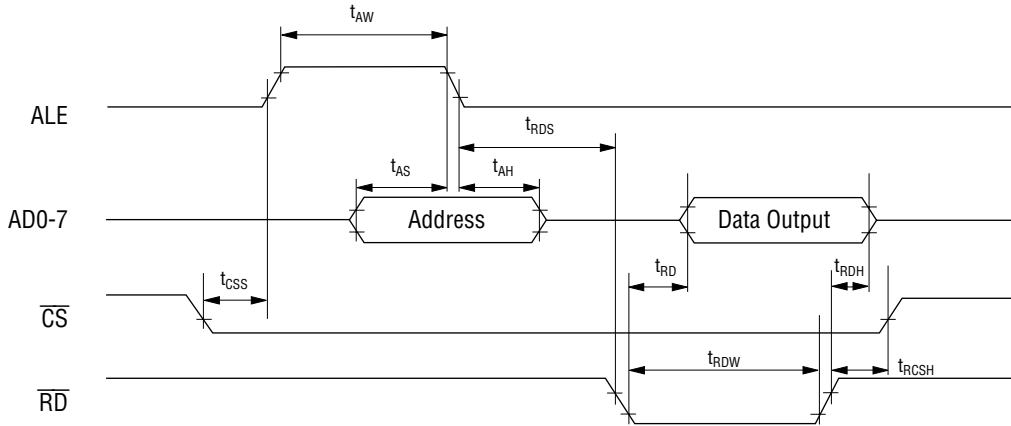 tAW
ALE
tRDS
tAS
tAH
AD0-7
Address
Data Output
tCSS
tRD
tRDH
CS
tRDW
tRCSH
RD